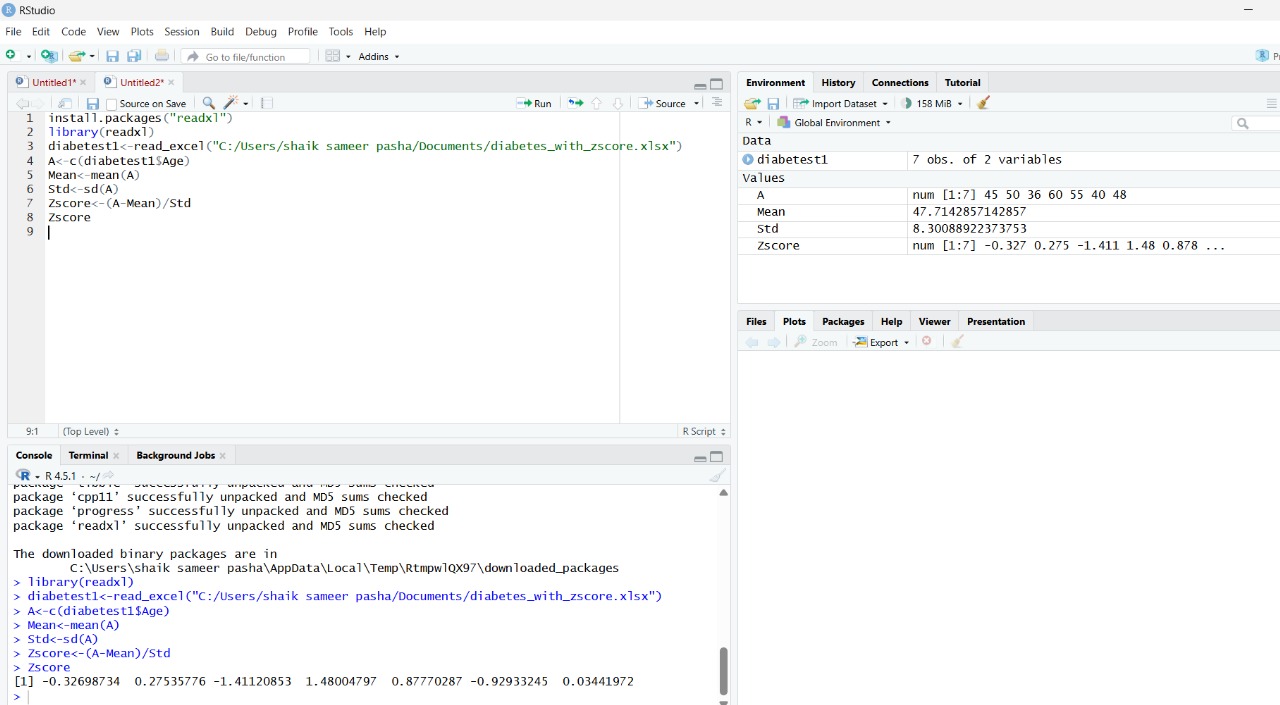 RStudio
File Edit Code View Plots Session Build Debug Profile Tools Help
Go to file/function Addins
Untitled1* Untitled2*
Source on Save Run Source
1 install.packages("readxl")
2 library(readxl)
3 diabetest1<-read_excel("C:/Users/shaik sameer pasha/Documents/diabetes_with_zscore.xlsx")
4 A<-c(diabetest1$Age)
5 Mean<-mean(A)
6 Std<-sd(A)
7 Zscore<-(A-Mean)/Std
8 Zscore
9
9:1 (Top Level) R Script
Console Terminal Background Jobs
R 4.5.1 · ~/
package ‘cpp11’ successfully unpacked and MD5 sums checked
package ‘progress’ successfully unpacked and MD5 sums checked
package ‘readxl’ successfully unpacked and MD5 sums checked
The downloaded binary packages are in
C:\Users\shaik sameer pasha\AppData\Local\Temp\RtmpwlQX97\downloaded_packages
> library(readxl)
> diabetest1<-read_excel("C:/Users/shaik sameer pasha/Documents/diabetes_with_zscore.xlsx")
> A<-c(diabetest1$Age)
> Mean<-mean(A)
> Std<-sd(A)
> Zscore<-(A-Mean)/Std
> Zscore
[1] -0.32698734 0.27535776 -1.41120853 1.48004797 0.87770287 -0.92933245 0.03441972
>
Environment History Connections Tutorial
Import Dataset 158 MiB
R Global Environment
Data
diabetest1 7 obs. of 2 variables
Values
A num [1:7] 45 50 36 60 55 40 48
Mean 47.7142857142857
Std 8.30088922373753
Zscore num [1:7] -0.327 0.275 -1.411 1.48 0.878 ...
Files Plots Packages Help Viewer Presentation
Zoom Export